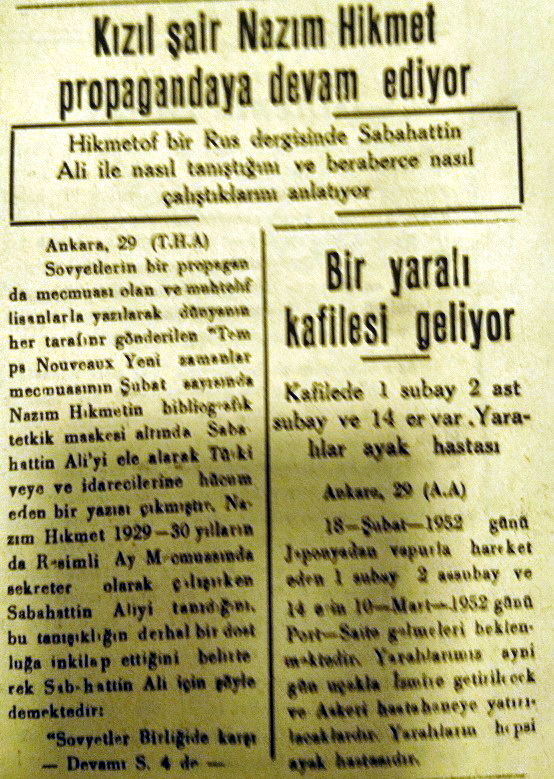 Kızıl şair Nazım Hikmet
propagandaya devam ediyor
Hikmetof bir Rus dergisinde Sabahattin
Ali ile nasıl tanıştığını ve beraberce nasıl
çalıştıklarını anlatıyor
Ankara, 29 (T.H.A)
Sovyetlerin bir propagan
da mecmuası olan ve muhtelif
lisanlarla yazılarak dünyanın
her tarafınr gönderilen "Tem
ps Nouveaux Yeni zamanlar
mecmuasının Şubat sayısında
Nazım Hikmetin bibliografik
tetkik maskesi altında Saba-
hattin Ali'yi ele alarak Türki
yeye ve idarecilerine hücum
eden bir yazısı çıkmıştır. Na-
zım Hikmet 1929—30 yılların
da Resimli Ay Mecmuasında
sekreter olarak çalışırken
Sabahattin Aliyi tanıdığını,
bu tanışıklığın derhal bir dost
luğa inkilap ettiğini belirte
rek Sab-hattin Ali için şöyle
demektedir:
"Sovyetler Birliğide karşı
— Devamı S. 4 de —
Bir yaralı
kafilesi geliyor
Kafilede 1 subay 2 ast
subay ve 14 er var. Yara-
lılar ayak hastası
Ankara, 29 (A.A)
18—Şubat—1952 günü
Japonyadan vapurla hareket
eden 1 subay 2 assubay ve
14 erin 10—Mart—1952 günü
Port—Saite gelmeleri beklen-
mektedir. Yaralılarımız ayni
gün uçakla İzmire getirilecek
ve Askeri hastahaneye yatırı-
lacaklardır. Yaralıların hepsi
ayak hastasıdır.